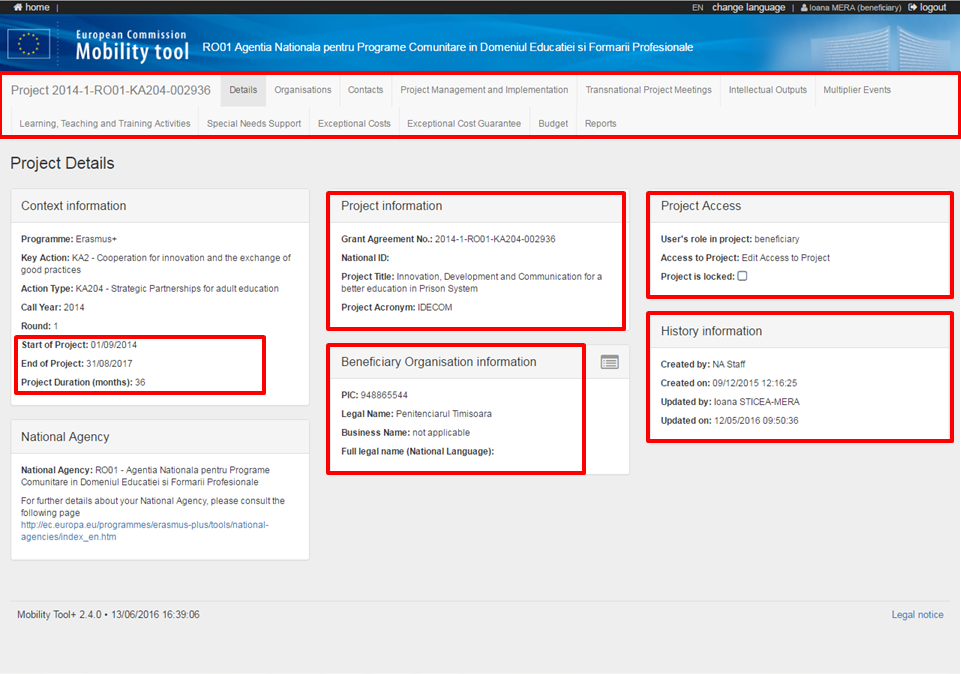 home |
EN change language | Ioana MERA (beneficiary) logout
European Commission
Mobility tool
RO01 Agentia Nationala pentru Programe Comunitare in Domeniul Educatiei si Formarii Profesionale
Project 2014-1-RO01-KA204-002936 Details Organisations Contacts Project Management and Implementation Transnational Project Meetings Intellectual Outputs Multiplier Events
Learning, Teaching and Training Activities Special Needs Support Exceptional Costs Exceptional Cost Guarantee Budget Reports
Project Details
Context information
Programme: Erasmus+
Key Action: KA2 - Cooperation for innovation and the exchange of
good practices
Action Type: KA204 - Strategic Partnerships for adult education
Call Year: 2014
Round: 1
Start of Project: 01/09/2014
End of Project: 31/08/2017
Project Duration (months): 36
National Agency
National Agency: RO01 - Agentia Nationala pentru Programe
Comunitare in Domeniul Educatiei si Formarii Profesionale
For further details about your National Agency, please consult the
following page
http://ec.europa.eu/programmes/erasmus-plus/tools/national-
agencies/index_en.htm
Project information
Grant Agreement No.: 2014-1-RO01-KA204-002936
National ID:
Project Title: Innovation, Development and Communication for a
better education in Prison System
Project Acronym: IDECOM
Beneficiary Organisation information
PIC: 948865544
Legal Name: Penitenciarul Timisoara
Business Name: not applicable
Full legal name (National Language):
Project Access
User's role in project: beneficiary
Access to Project: Edit Access to Project
Project is locked:
History information
Created by: NA Staff
Created on: 09/12/2015 12:16:25
Updated by: Ioana STICEA-MERA
Updated on: 12/05/2016 09:50:36
Mobility Tool+ 2.4.0 • 13/06/2016 16:39:06
Legal notice